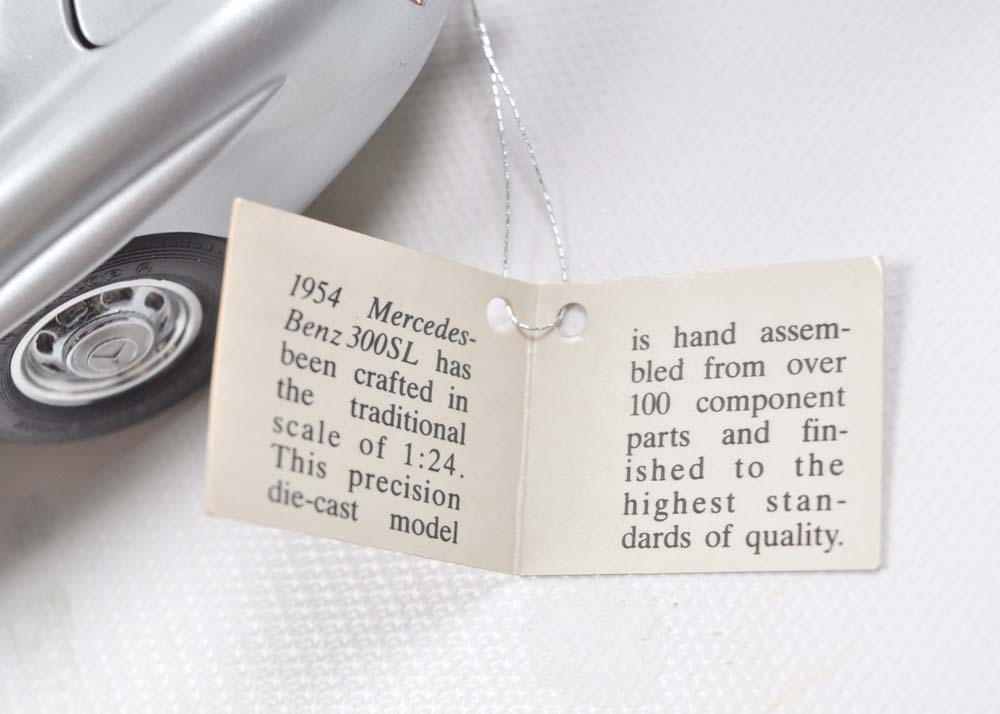 1954 Mercedes-
Benz 300SL has
been crafted in
the traditional
scale of 1:24.
This precision
die-cast model
is hand assem-
bled from over
100 component
parts and fin-
ished to the
highest stan-
dards of quality.